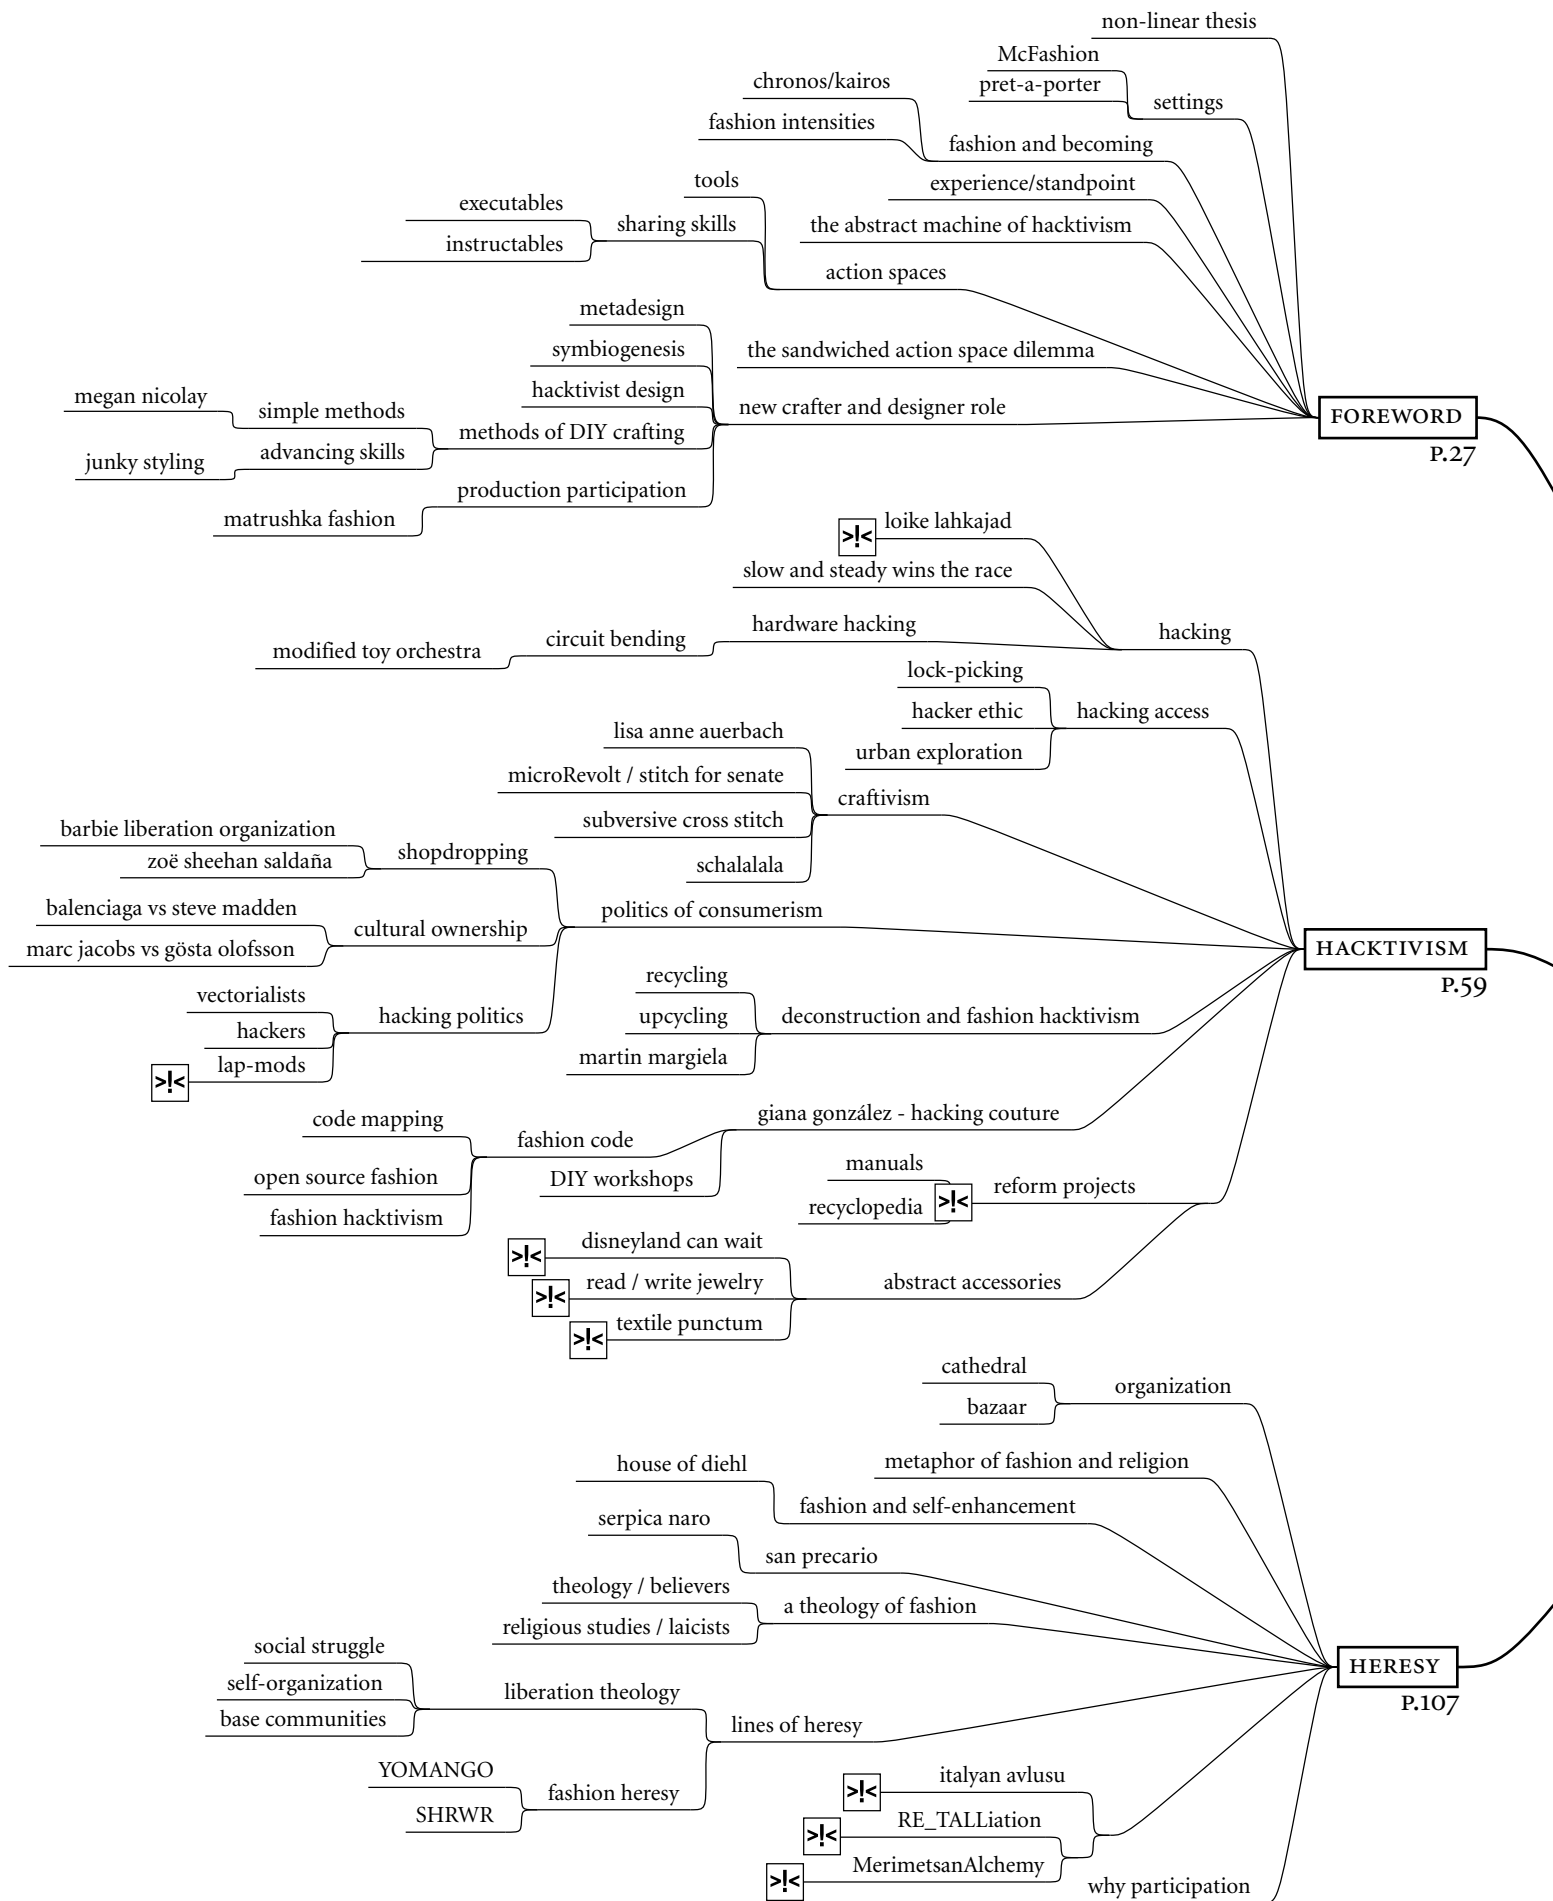 non-linear thesis
McFashion
pret-a-porter
settings
chronos/kairos
fashion intensities
fashion and becoming
experience/standpoint
the abstract machine of hacktivism
tools
executables
instructables
sharing skills
action spaces
the sandwiched action space dilemma
metadesign
symbiogenesis
hacktivist design
megan nicolay
simple methods
junky styling
advancing skills
methods of DIY crafting
matrushka fashion
production participation
new crafter and designer role
FOREWORD
P.27
>!<
loike lahkajad
slow and steady wins the race
modified toy orchestra
circuit bending
hardware hacking
hacking
lock-picking
hacker ethic
urban exploration
hacking access
lisa anne auerbach
microRevolt / stitch for senate
subversive cross stitch
schalalala
craftivism
barbie liberation organization
zoë sheehan saldaña
shopdropping
balenciaga vs steve madden
marc jacobs vs gösta olofsson
cultural ownership
vectorialists
hackers
lap-mods
>!<
hacking politics
politics of consumerism
recycling
upcycling
martin margiela
deconstruction and fashion hacktivism
HACKTIVISM
P.59
code mapping
open source fashion
fashion hacktivism
fashion code
DIY workshops
giana gonzález - hacking couture
manuals
recyclopedia
>!<
reform projects
>!<
disneyland can wait
>!<
read / write jewelry
>!<
textile punctum
abstract accessories
cathedral
bazaar
organization
metaphor of fashion and religion
house of diehl
fashion and self-enhancement
serpica naro
san precario
theology / believers
religious studies / laicists
a theology of fashion
social struggle
self-organization
base communities
liberation theology
YOMANGO
SHRWR
fashion heresy
lines of heresy
HERESY
P.107
>!<
italyan avlusu
>!<
RE_TALLiation
>!<
MerimetsanAlchemy
why participation